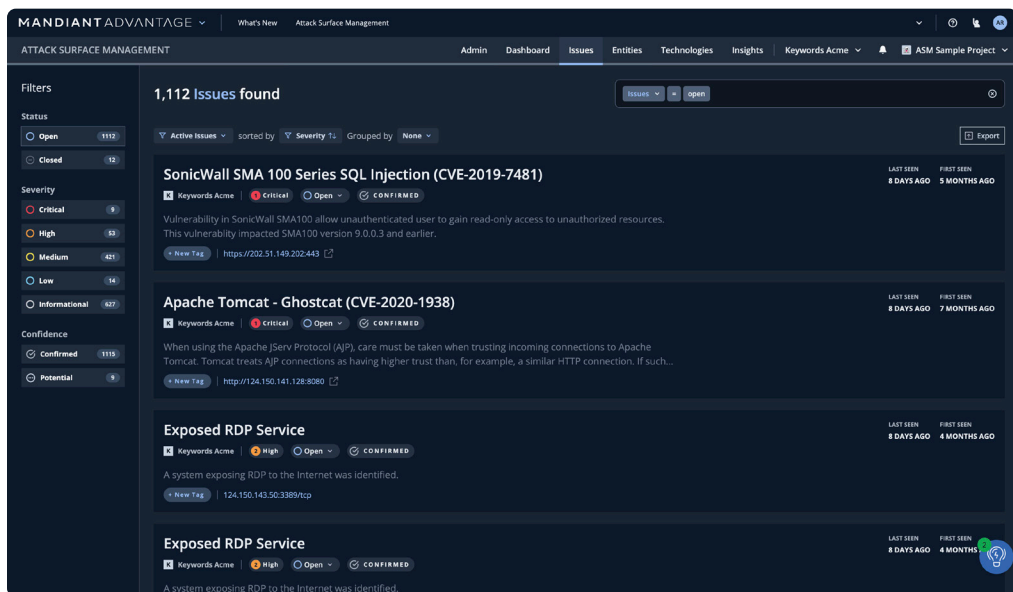 MANDIANT ADVANTAGE What's New Attack Surface Management AR
ATTACK SURFACE MANAGEMENT Admin Dashboard Issues Entities Technologies Insights Keywords Acme ASM Sample Project
Filters
Status
Open 1112
Closed 12
Severity
Critical 9
High 53
Medium 421
Low 14
Informational 627
Confidence
Confirmed 1115
Potential 9
1,112 Issues found
Issues = open
Active Issues sorted by Severity Grouped by None
Export
SonicWall SMA 100 Series SQL Injection (CVE-2019-7481)
LAST SEEN FIRST SEEN
8 DAYS AGO 5 MONTHS AGO
K Keywords Acme 1 Critical Open CONFIRMED
Vulnerability in SonicWall SMA100 allow unauthenticated user to gain read-only access to unauthorized resources.
This vulnerablity impacted SMA100 version 9.0.0.3 and earlier.
+ New Tag https://202.51.149.202:443
Apache Tomcat - Ghostcat (CVE-2020-1938)
LAST SEEN FIRST SEEN
8 DAYS AGO 7 MONTHS AGO
K Keywords Acme 1 Critical Open CONFIRMED
When using the Apache JServ Protocol (AJP), care must be taken when trusting incoming connections to Apache
Tomcat. Tomcat treats AJP connections as having higher trust than, for example, a similar HTTP connection. If such...
+ New Tag http://124.150.141.128:8080
Exposed RDP Service
LAST SEEN FIRST SEEN
8 DAYS AGO 4 MONTHS AGO
K Keywords Acme 2 High Open CONFIRMED
A system exposing RDP to the Internet was identified.
+ New Tag 124.150.143.50:3389/tcp
Exposed RDP Service
LAST SEEN FIRST SEEN
8 DAYS AGO 4 MONTHS
2
K Keywords Acme 2 High Open CONFIRMED
A system exposing RDP to the Internet was identified.